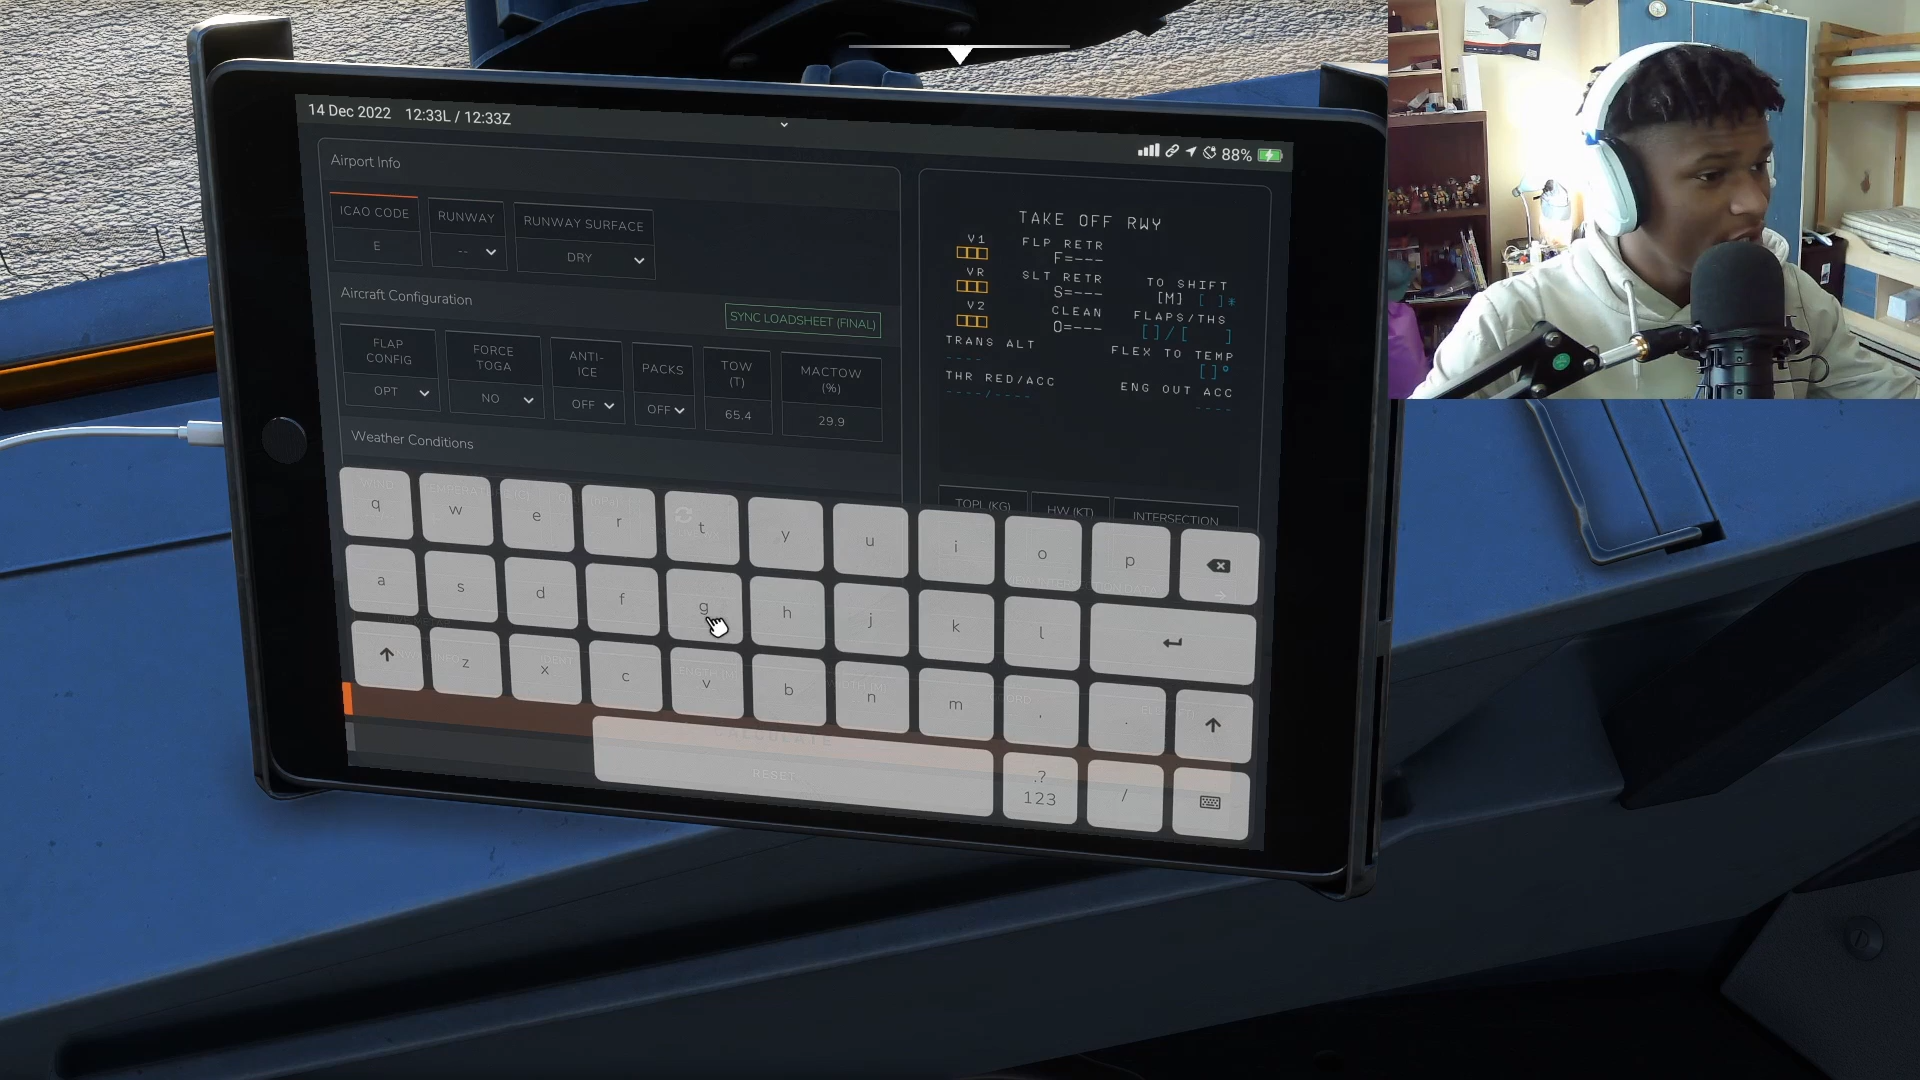 14 Dec 2022 12:33L / 12:33Z
88%
Airport Info
ICAO CODE
E
RUNWAY
--
RUNWAY SURFACE
DRY
Aircraft Configuration
SYNC LOADSHEET (FINAL)
FLAP CONFIG
OPT
FORCE TOGA
NO
ANTI-ICE
OFF
PACKS
OFF
TOW (T)
65.4
MACTOW (%)
29.9
Weather Conditions
WIND
TAKE OFF RWY
V1
FLP RETR
F=---
VR
SLT RETR
S=---
TO SHIFT
[M] [ ]*
V2
CLEAN
O=---
FLAPS/THS
[]/[ ]
TRANS ALT
----
FLEX TO TEMP
[]°
THR RED/ACC
----/----
ENG OUT ACC
----
TOPL (KG)
HW (KT)
INTERSECTION
q w e r t y u i o p
a s d f g h j k l
z x c v b n m , .
CALCULATE
RESET
.?
123
/